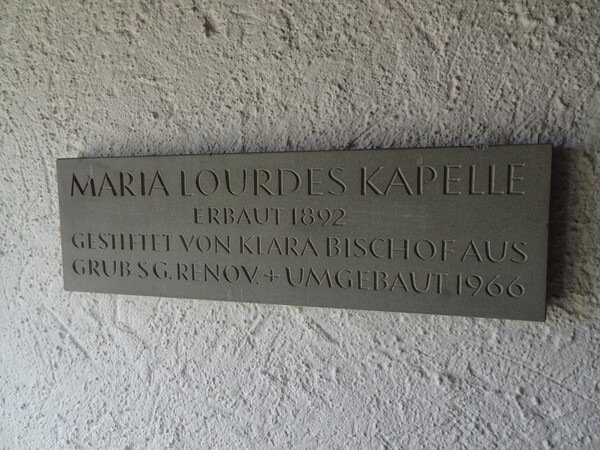 MARIA LOURDES KAPELLE
ERBAUT 1892
GESTIFTET VON KLARA BISCHOF AUS
GRUB S G. RENOV. + UMGEBAUT 1966